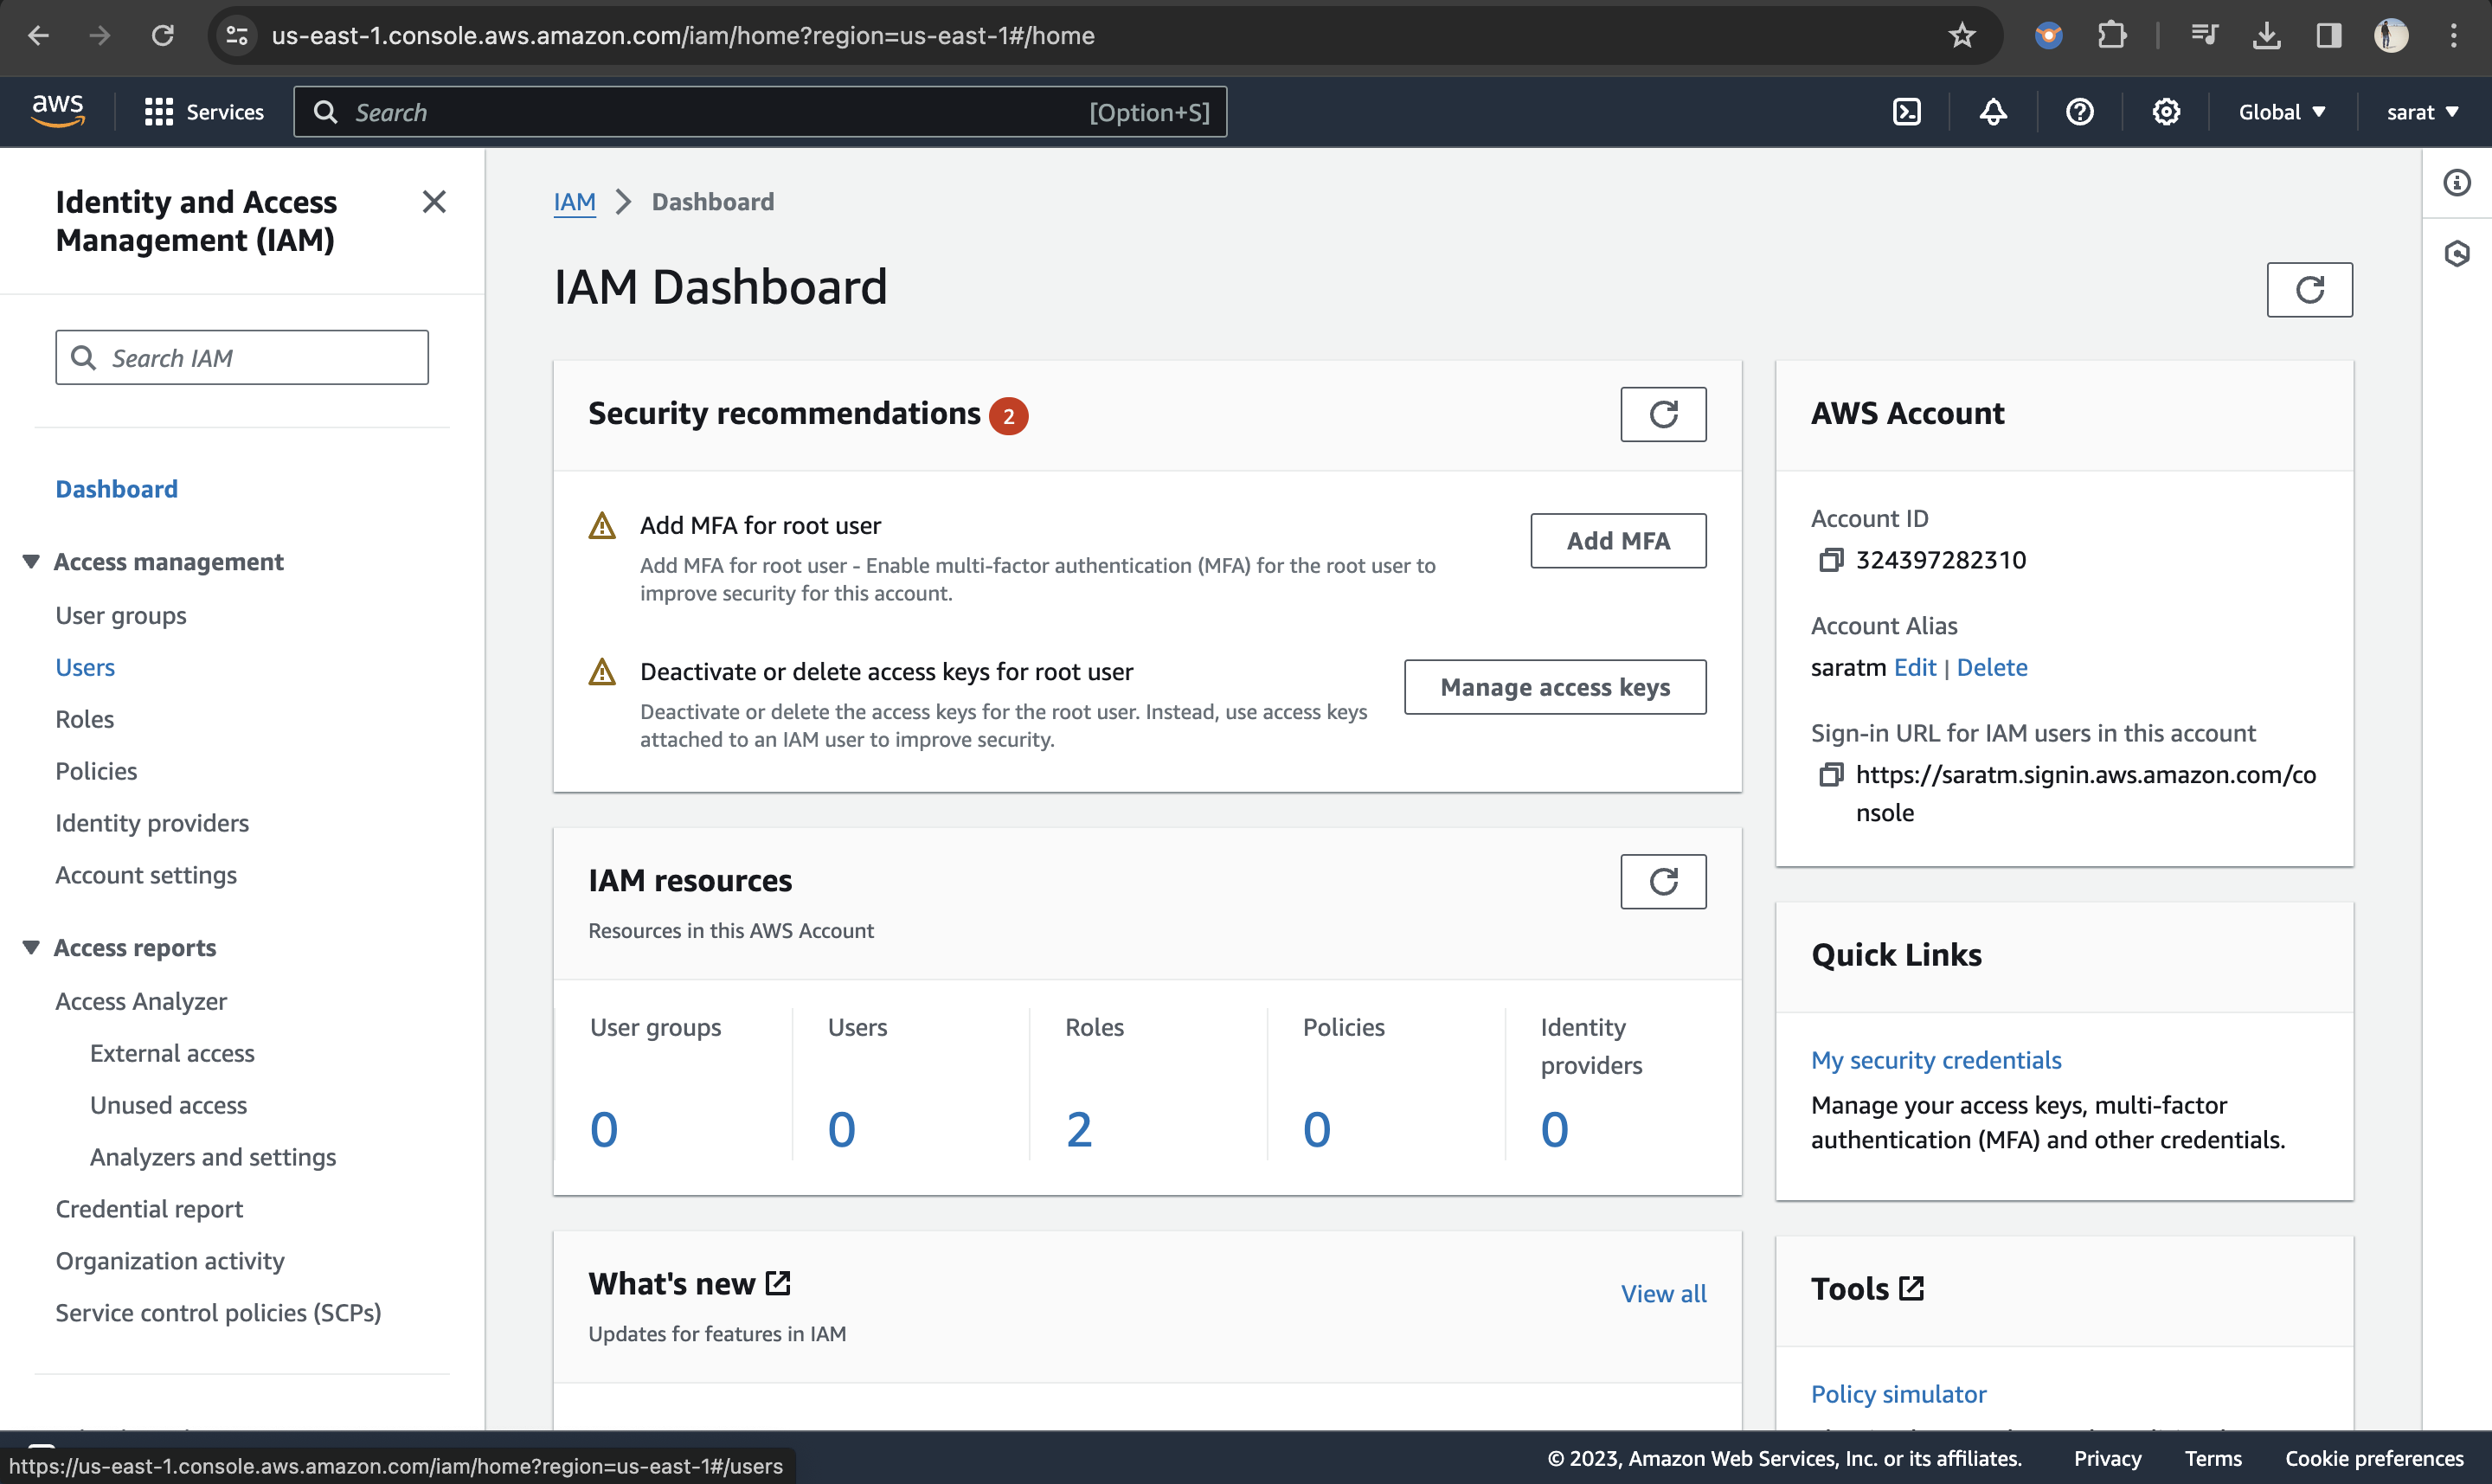 us-east-1.console.aws.amazon.com/iam/home?region=us-east-1#/home
aws
Services
Search
[Option+S]
Global
sarat
Identity and Access
Management (IAM)
Search IAM
Dashboard
Access management
User groups
Users
Roles
Policies
Identity providers
Account settings
Access reports
Access Analyzer
External access
Unused access
Analyzers and settings
Credential report
Organization activity
Service control policies (SCPs)
IAM
Dashboard
IAM Dashboard
Security recommendations 2
Add MFA for root user
Add MFA for root user - Enable multi-factor authentication (MFA) for the root user to
improve security for this account.
Add MFA
Deactivate or delete access keys for root user
Deactivate or delete the access keys for the root user. Instead, use access keys
attached to an IAM user to improve security.
Manage access keys
IAM resources
Resources in this AWS Account
User groups
0
Users
0
Roles
2
Policies
0
Identity
providers
0
What's new
Updates for features in IAM
View all
AWS Account
Account ID
324397282310
Account Alias
saratm Edit | Delete
Sign-in URL for IAM users in this account
https://saratm.signin.aws.amazon.com/co
nsole
Quick Links
My security credentials
Manage your access keys, multi-factor
authentication (MFA) and other credentials.
Tools
Policy simulator
https://us-east-1.console.aws.amazon.com/iam/home?region=us-east-1#/users
© 2023, Amazon Web Services, Inc. or its affiliates.
Privacy
Terms
Cookie preferences